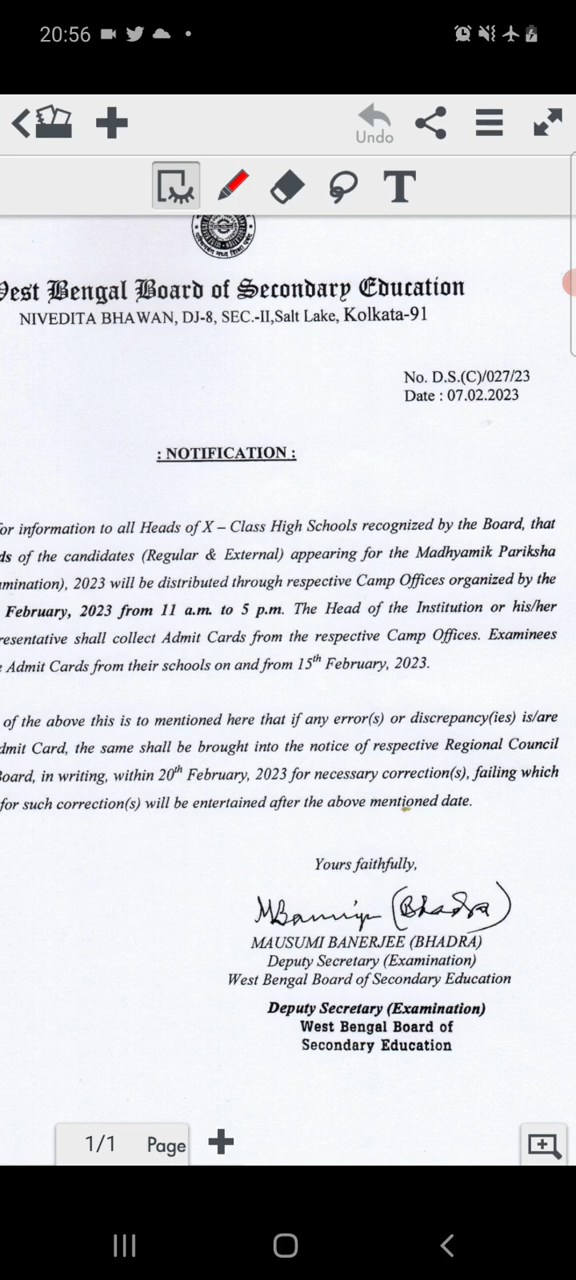 20:56
Undo
T
West Bengal Board of Secondary Education
NIVEDITA BHAWAN, DJ-8, SEC.-II,Salt Lake, Kolkata-91
No. D.S.(C)/027/23
Date : 07.02.2023
: NOTIFICATION :
for information to all Heads of X – Class High Schools recognized by the Board, that
ds of the candidates (Regular & External) appearing for the Madhyamik Pariksha
mination), 2023 will be distributed through respective Camp Offices organized by the
February, 2023 from 11 a.m. to 5 p.m. The Head of the Institution or his/her
resentative shall collect Admit Cards from the respective Camp Offices. Examinees
Admit Cards from their schools on and from 15th February, 2023.
of the above this is to mentioned here that if any error(s) or discrepancy(ies) is/are
dmit Card, the same shall be brought into the notice of respective Regional Council
Board, in writing, within 20th February, 2023 for necessary correction(s), failing which
for such correction(s) will be entertained after the above mentioned date.
Yours faithfully,
MBanerjee (Bhadra)
MAUSUMI BANERJEE (BHADRA)
Deputy Secretary (Examination)
West Bengal Board of Secondary Education
Deputy Secretary (Examination)
West Bengal Board of
Secondary Education
1/1 Page